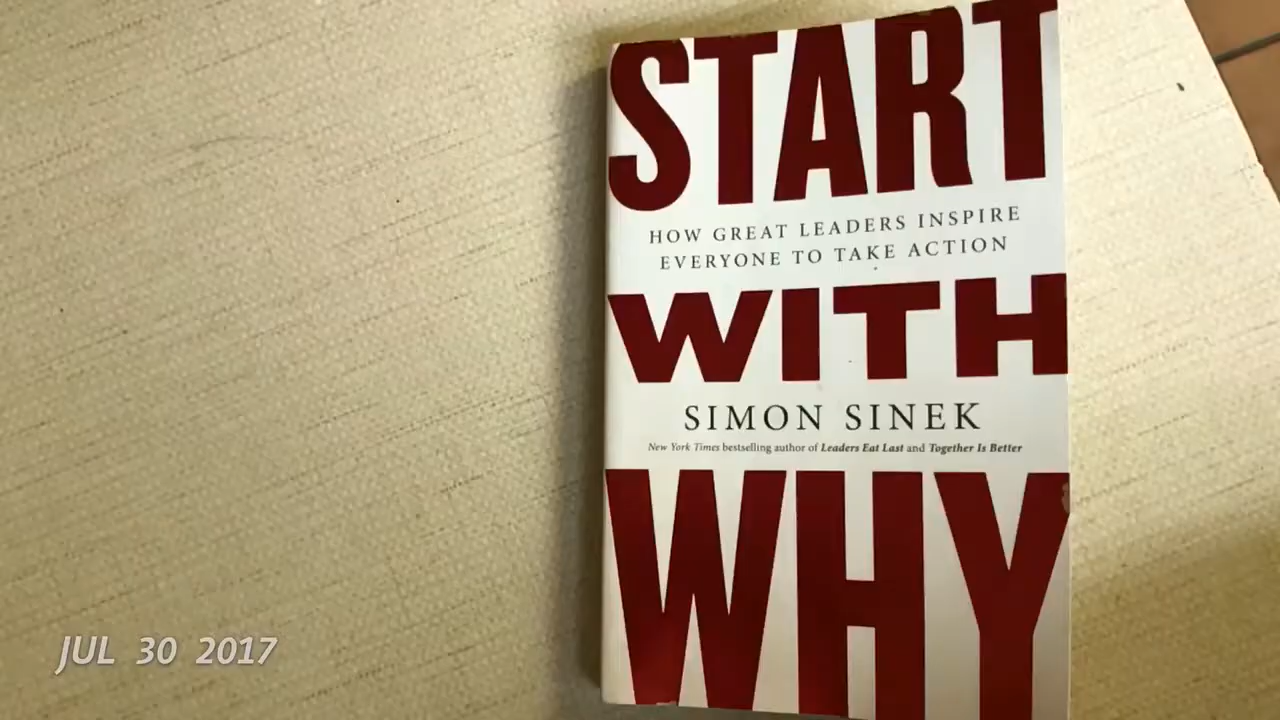 START
HOW GREAT LEADERS INSPIRE
EVERYONE TO TAKE ACTION
WITH
SIMON SINEK
New York Times bestselling author of Leaders Eat Last and Together Is Better
WHY
JUL 30 2017